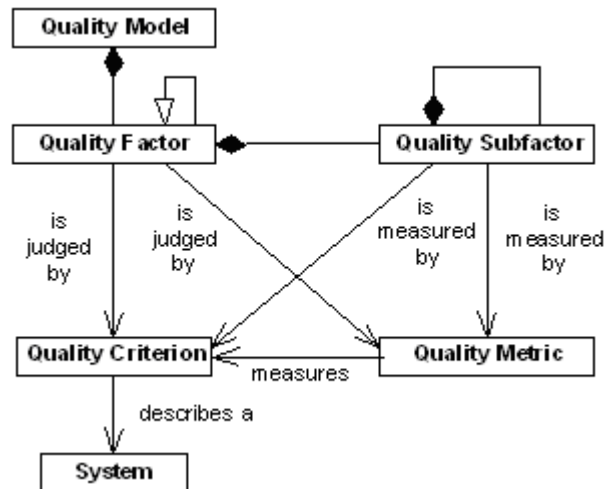 Quality Model
Quality Factor
Quality Subfactor
is
judged
by
is
judged
by
is
measured
by
is
measured
by
Quality Criterion
Quality Metric
measures
describes a
System